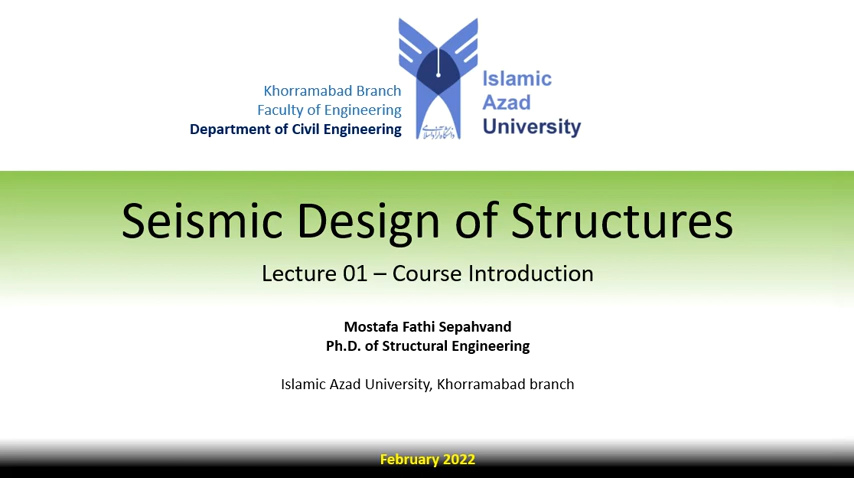 Khorramabad Branch
Faculty of Engineering
Department of Civil Engineering
Islamic
Azad
University
Seismic Design of Structures
Lecture 01 – Course Introduction
Mostafa Fathi Sepahvand
Ph.D. of Structural Engineering
Islamic Azad University, Khorramabad branch
February 2022